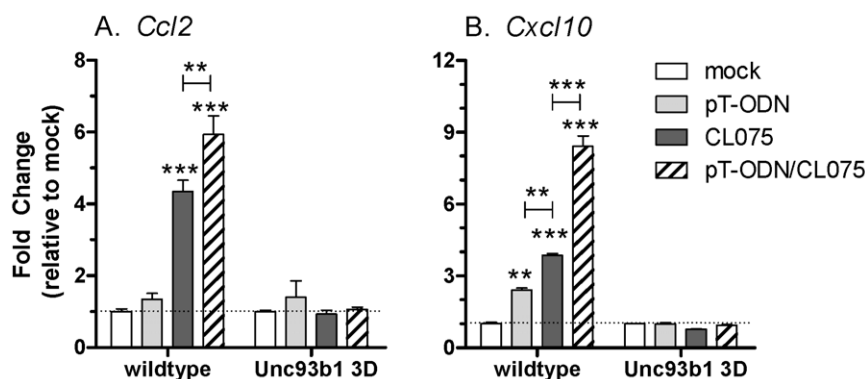 A. Ccl2
Fold Change
(relative to mock)
8
6
4
2
0
**
***
***
wildtype
Unc93b1 3D
B. Cxcl10
12
9
6
3
0
**
**
***
***
***
wildtype
Unc93b1 3D
mock
pT-ODN
CL075
pT-ODN/CL075